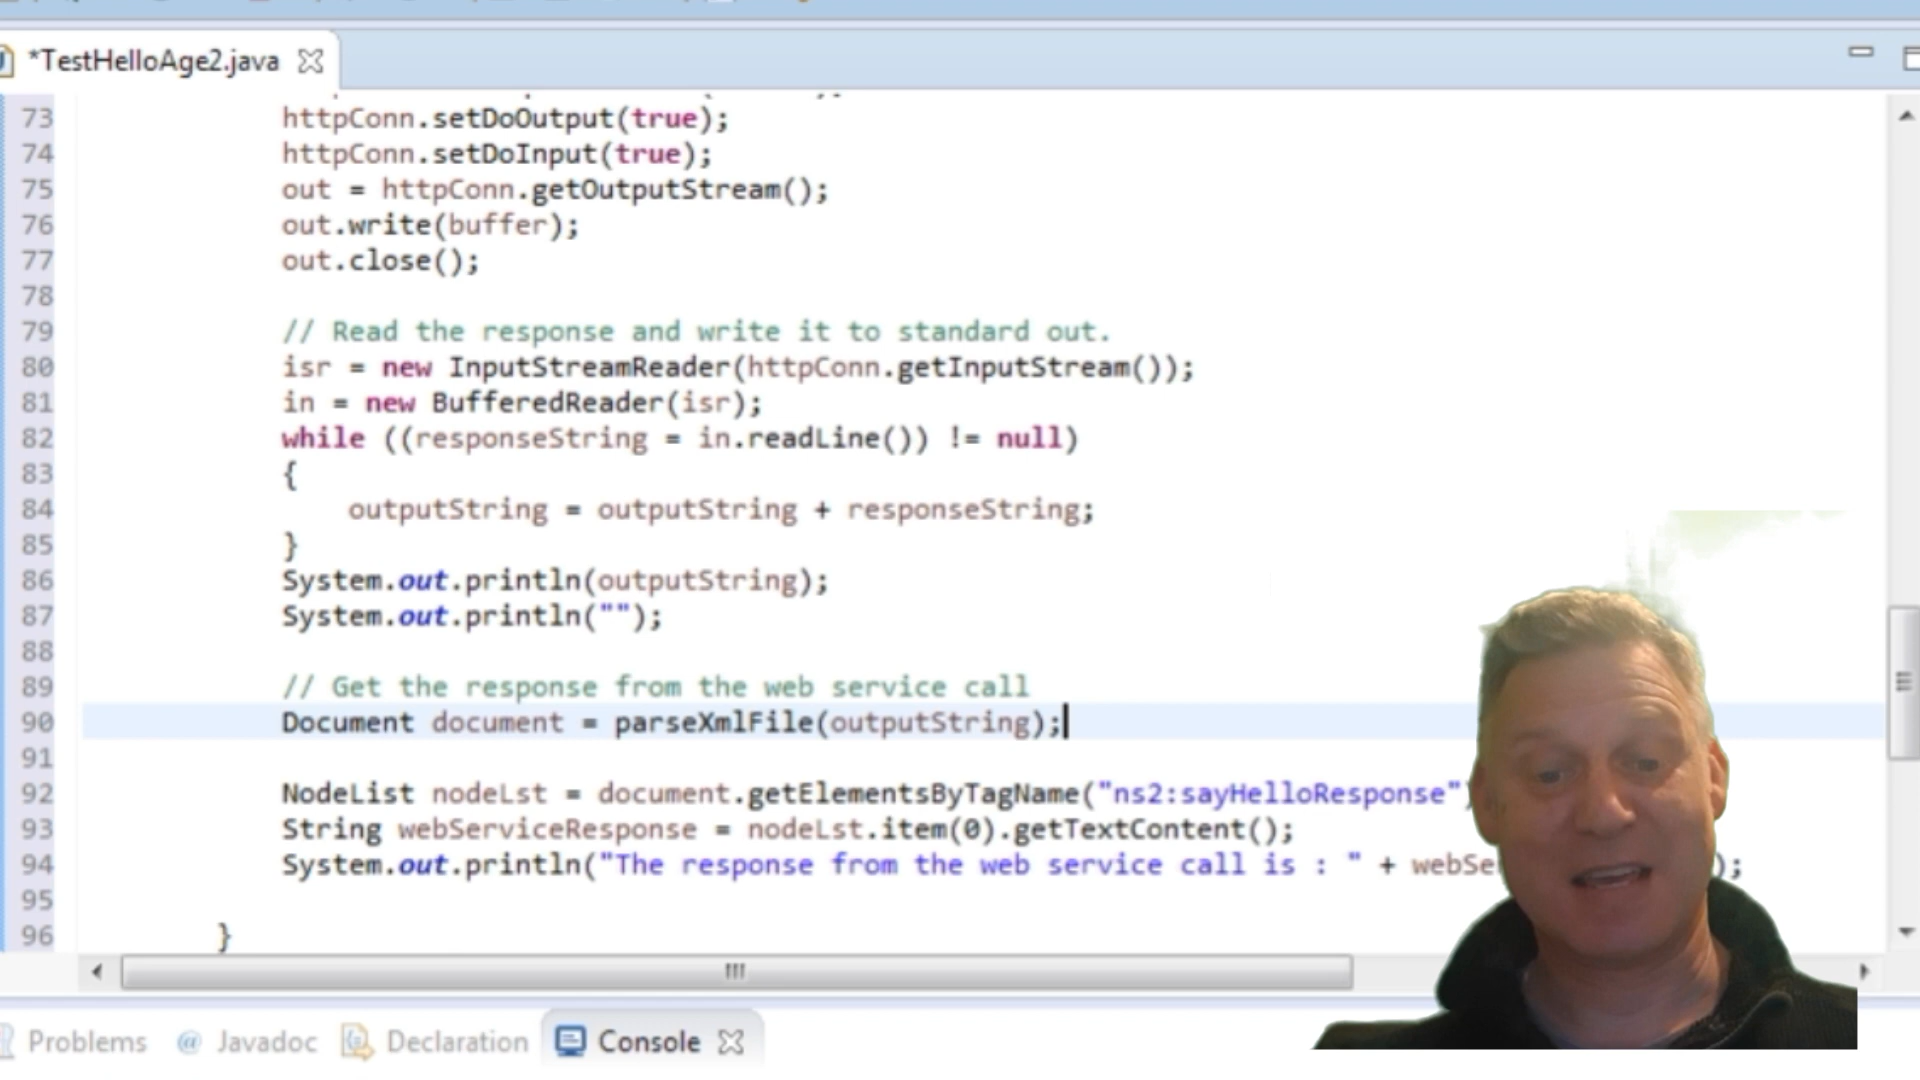 *TestHelloAge2.java
73 httpConn.setDoOutput(true);
74 httpConn.setDoInput(true);
75 out = httpConn.getOutputStream();
76 out.write(buffer);
77 out.close();
78
79 // Read the response and write it to standard out.
80 isr = new InputStreamReader(httpConn.getInputStream());
81 in = new BufferedReader(isr);
82 while ((responseString = in.readLine()) != null)
83 {
84 outputString = outputString + responseString;
85 }
86 System.out.println(outputString);
87 System.out.println("");
88
89 // Get the response from the web service call
90 Document document = parseXmlFile(outputString);
91
92 NodeList nodeLst = document.getElementsByTagName("ns2:sayHelloResponse")
93 String webServiceResponse = nodeLst.item(0).getTextContent();
94 System.out.println("The response from the web service call is : " + webSe );
95
96 }
Problems @ Javadoc Declaration Console